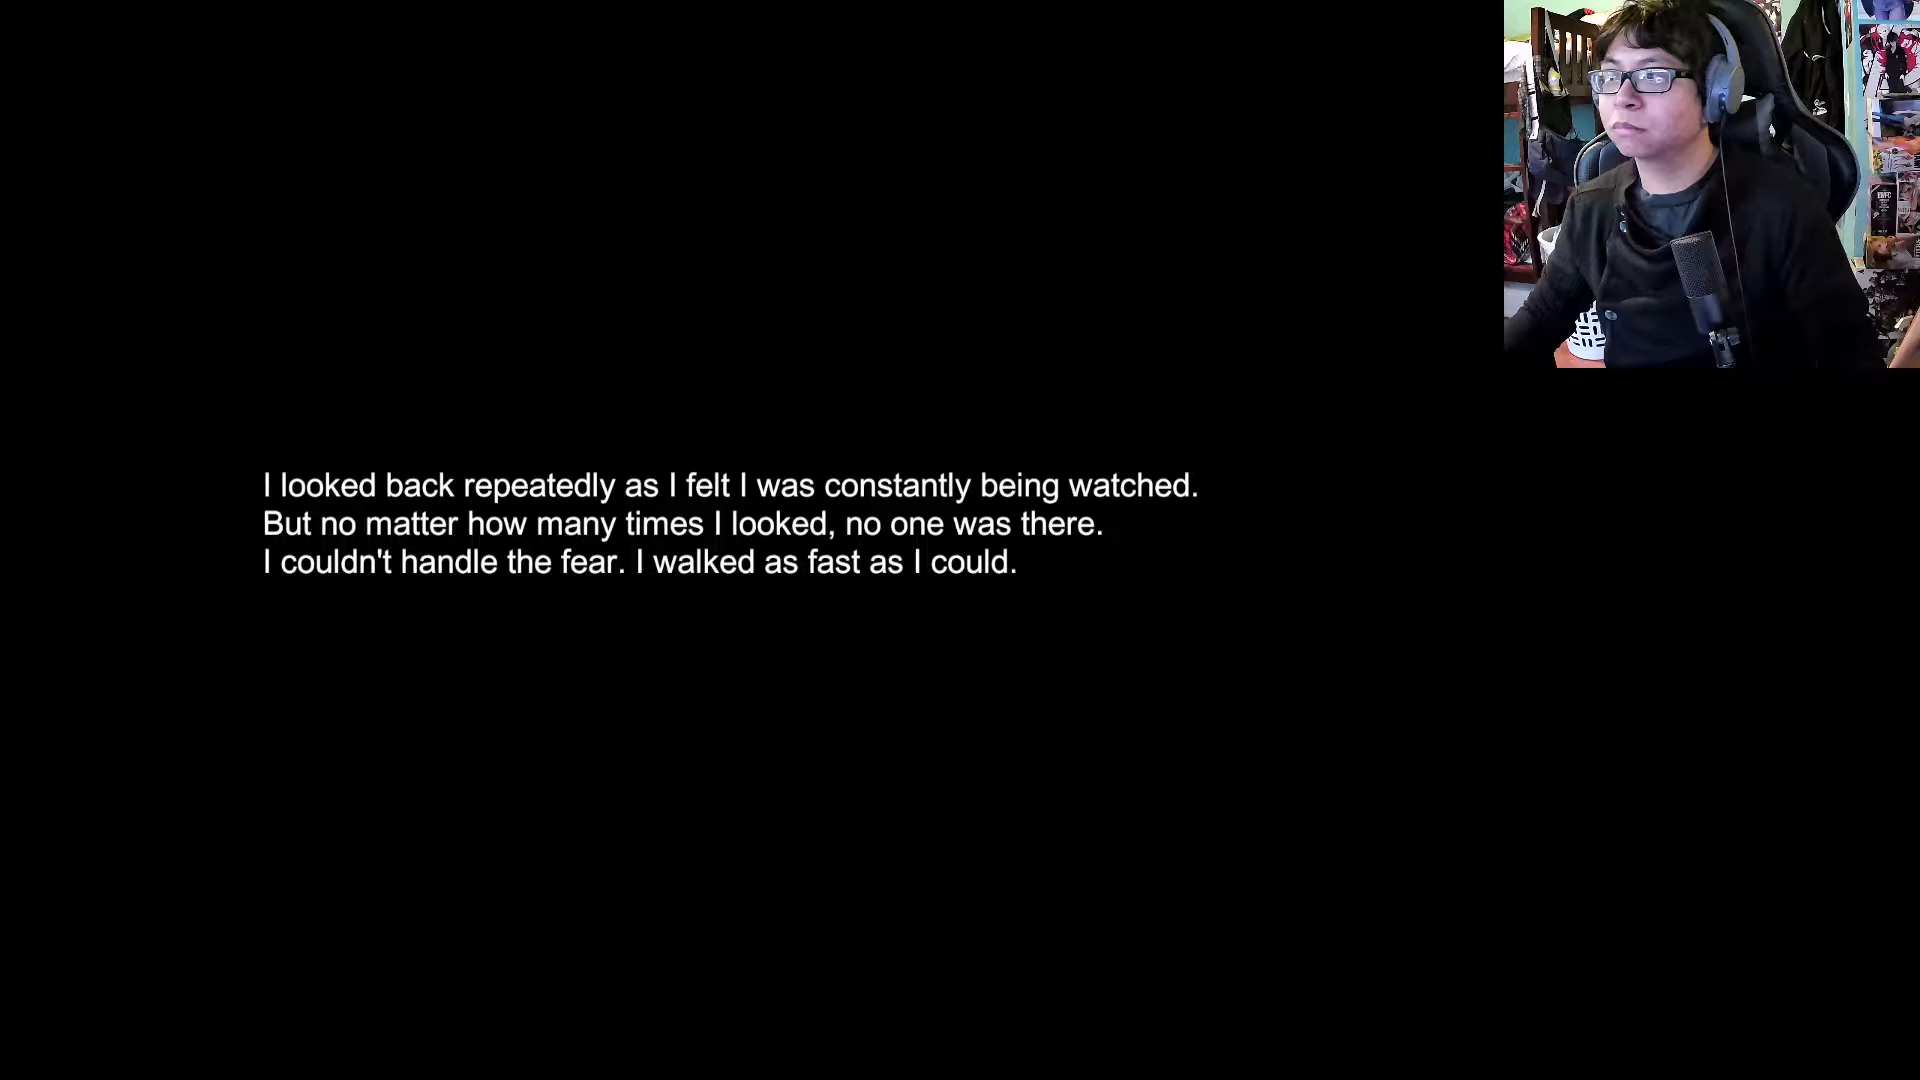 I looked back repeatedly as I felt I was constantly being watched.
But no matter how many times I looked, no one was there.
I couldn't handle the fear. I walked as fast as I could.